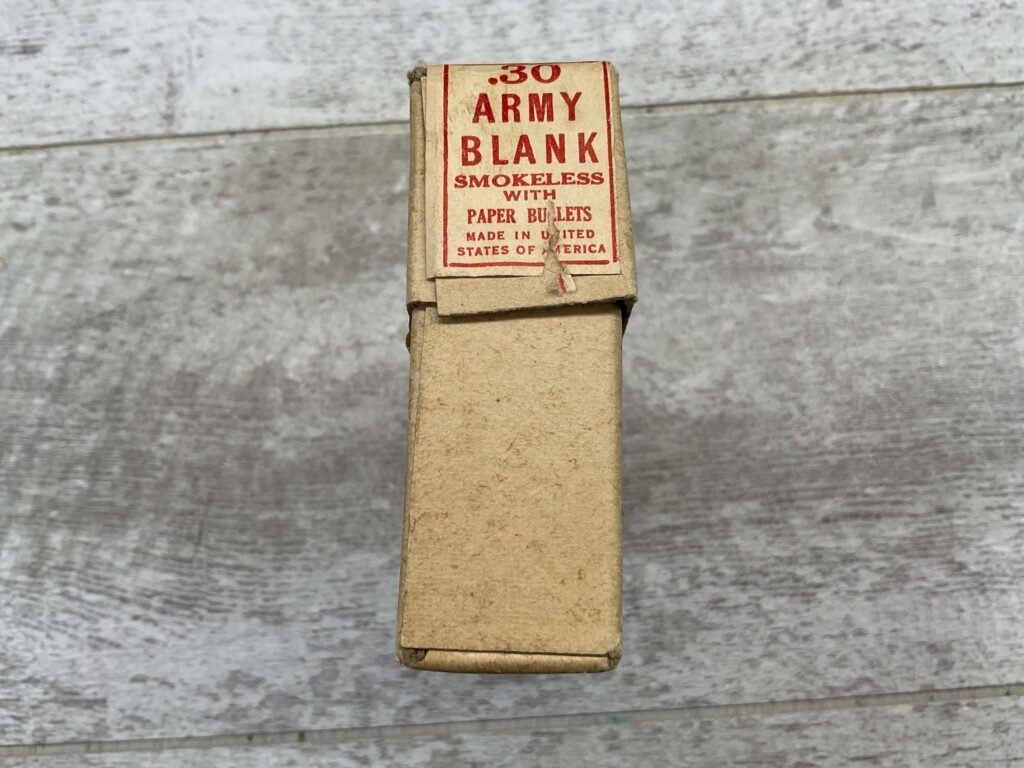 .30
ARMY
BLANK
SMOKELESS
WITH
PAPER BULLETS
MADE IN UNITED
STATES OF AMERICA